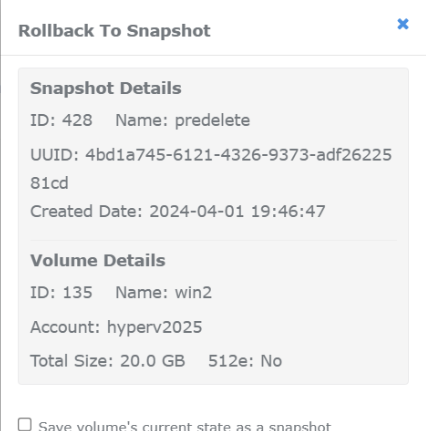 Rollback To Snapshot
Snapshot Details
ID: 428 Name: predelete
UUID: 4bd1a745-6121-4326-9373-adf26225
81cd
Created Date: 2024-04-01 19:46:47
Volume Details
ID: 135 Name: win2
Account: hyperv2025
Total Size: 20.0 GB 512e: No
Save volume's current state as a snapshot